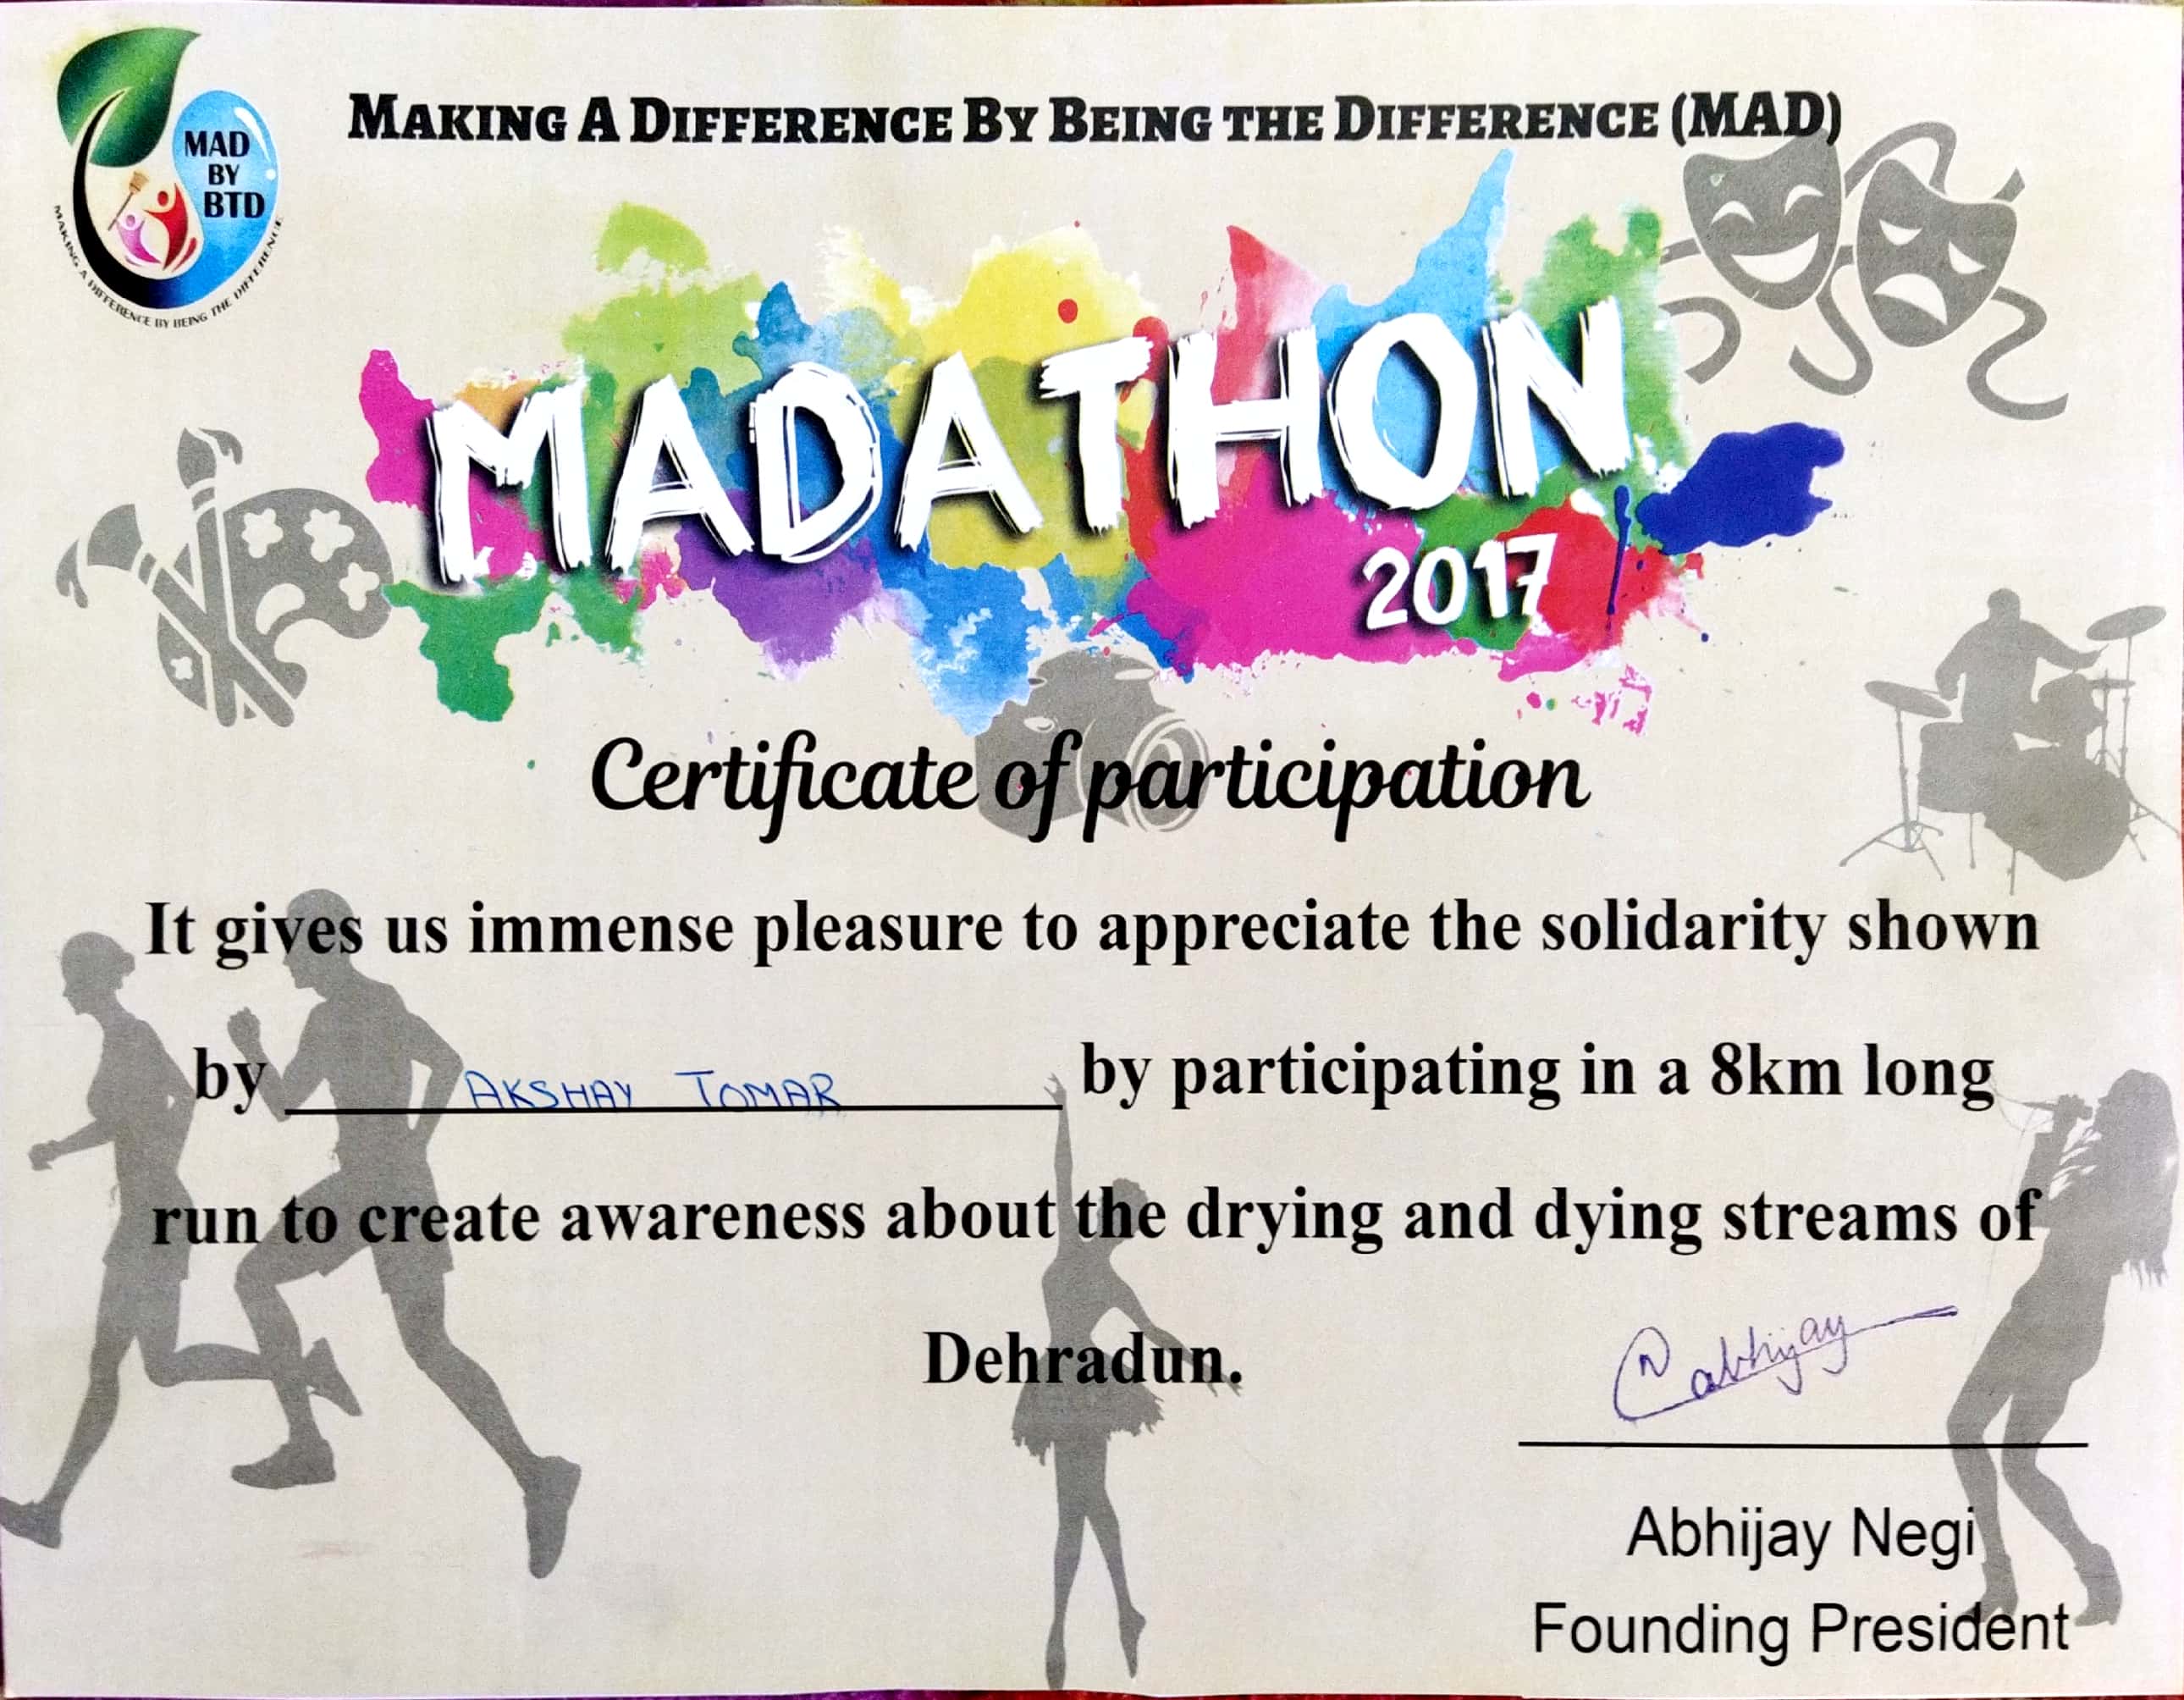 MAKING A DIFFERENCE BY BEING THE DIFFERENCE (MAD)
MAD
BY
BTD
MAKING A DIFFERENCE BY BEING THE DIFFERENCE
MADATHON
2017
Certificate of participation
It gives us immense pleasure to appreciate the solidarity shown
by AKSHAY TOMAR by participating in a 8km long
run to create awareness about the drying and dying streams of
Dehradun.
abhijay
Abhijay Negi
Founding President